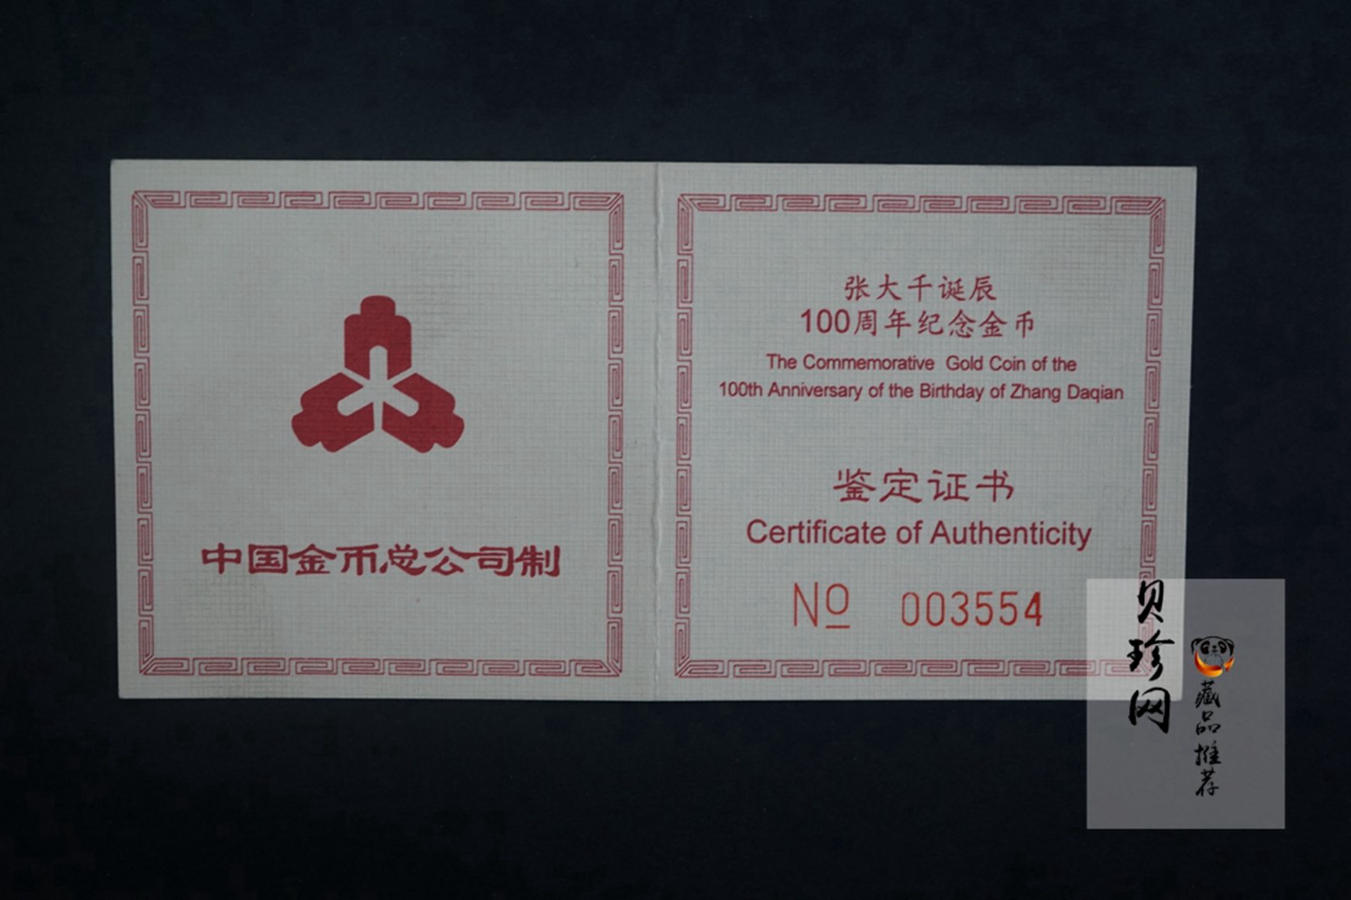 中国金币总公司制
张大千诞辰
100周年纪念金币
The Commemorative Gold Coin of the
100th Anniversary of the Birthday of Zhang Daqian
鉴定证书
Certificate of Authenticity
Nº 003554
贝珍网
藏品推荐